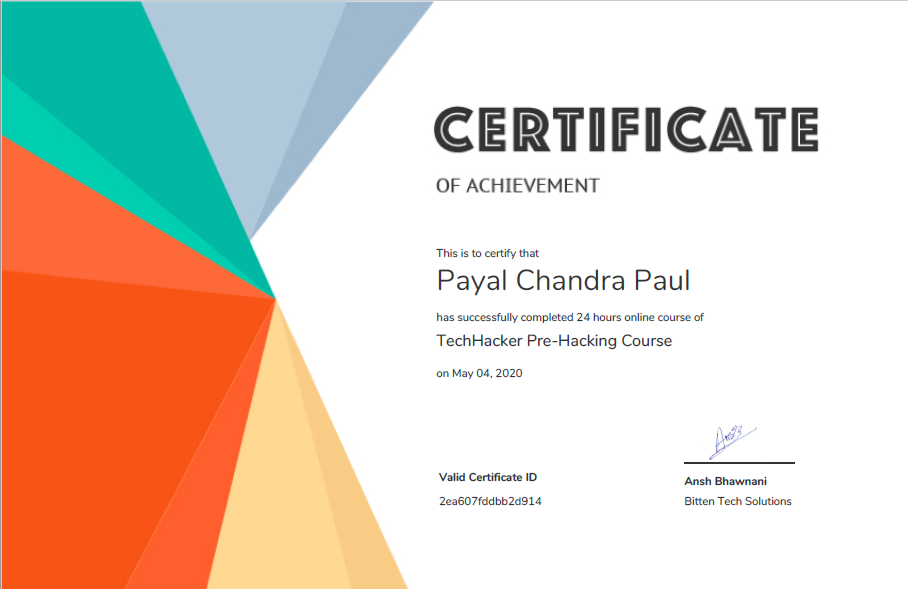 CERTIFICATE
OF ACHIEVEMENT
This is to certify that
Payal Chandra Paul
has successfully completed 24 hours online course of
TechHacker Pre-Hacking Course
on May 04, 2020
Valid Certificate ID
2ea607fddbb2d914
Ansh Bhawnani
Bitten Tech Solutions